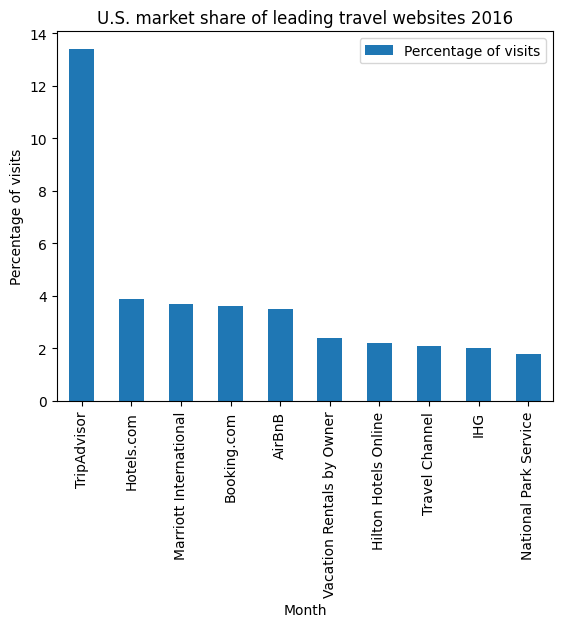 U.S. market share of leading travel websites 2016
Percentage of visits
Percentage of visits
14
12
10
8
6
4
2
0
TripAdvisor
Hotels.com
Marriott International
Booking.com
AirBnB
Vacation Rentals by Owner
Hilton Hotels Online
Travel Channel
IHG
National Park Service
Month